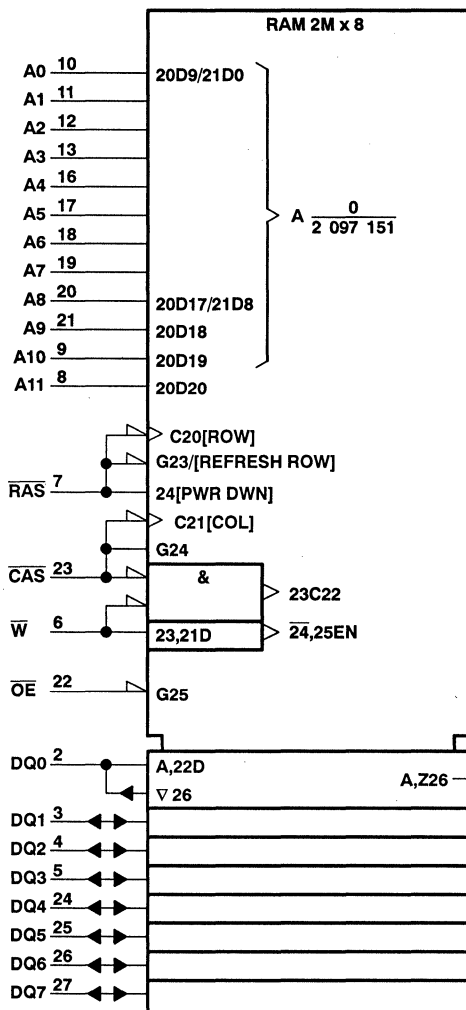 RAM 2M x 8
A0 10 20D9/21D0
A1 11
A2 12
A3 13
A4 16
A5 17
A6 18
A7 19
A8 20 20D17/21D8
A9 21 20D18
A10 9 20D19
A11 8 20D20
A 0
2 097 151
C20[ROW]
G23/[REFRESH ROW]
R̅A̅S̅ 7 24[PWR DWN]
C21[COL]
G24
C̅A̅S̅ 23 &
23C22
W̅ 6 23,21D 2̅4̅,25EN
O̅E̅ 22 G25
DQ0 2 A,22D
A,Z26
▽ 26
DQ1 3
DQ2 4
DQ3 5
DQ4 24
DQ5 25
DQ6 26
DQ7 27